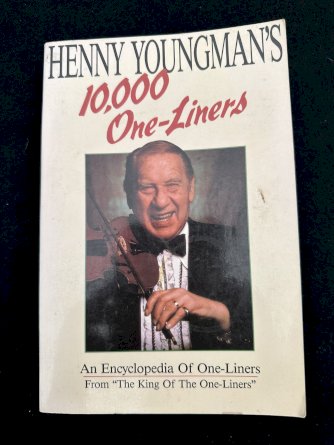 HENNY YOUNGMAN'S
10,000
One-Liners
An Encyclopedia Of One-Liners
From "The King Of The One-Liners"